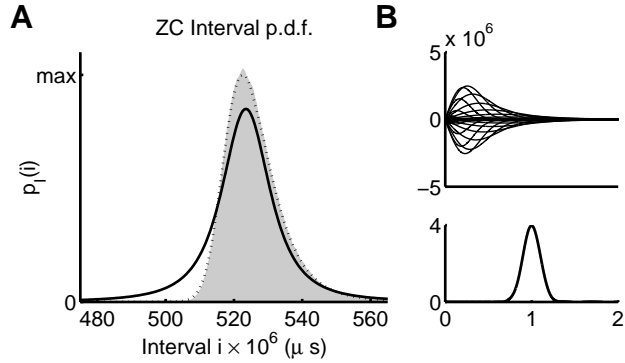 A
ZC Interval p.d.f.
max
0
p_I(i)
480 500 520 540 560
Interval i × 10^6 (μ s)
B
x 10^6
5
0
−5
4
0
0 1 2